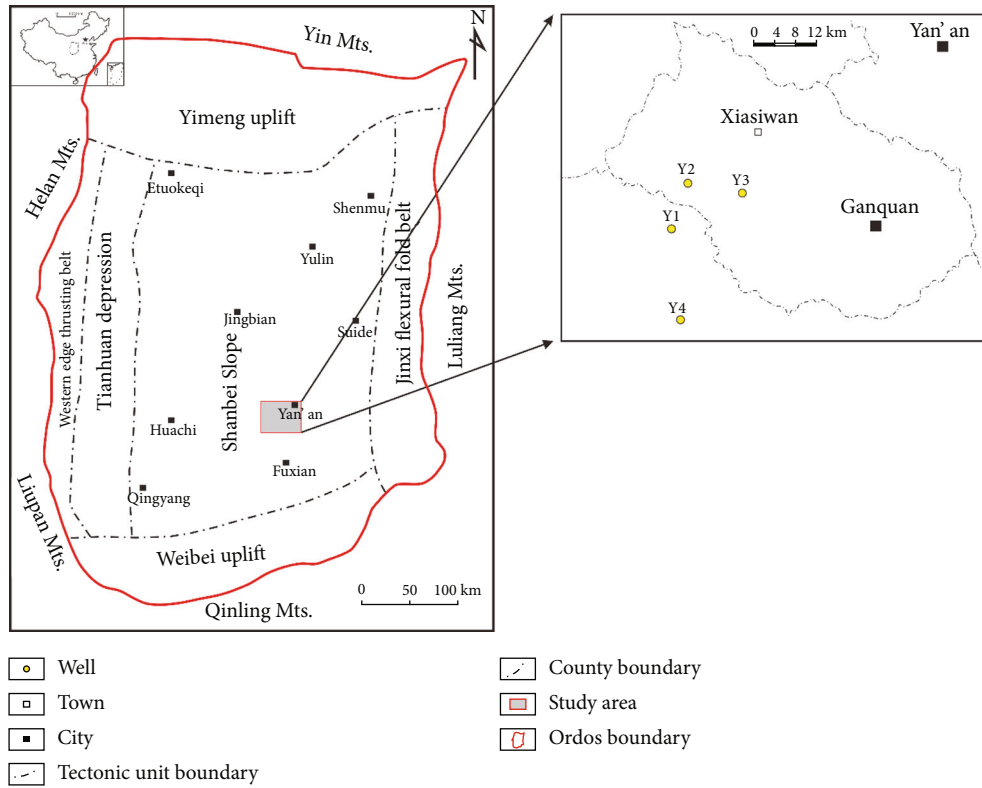 Yin Mts.
N
Yimeng uplift
Helan Mts.
Etuokeqi
Shenmu
Yulin
Western edge thrusting belt
Tianhuan depression
Jingbian
Suide
Shanbei Slope
Jinxi flexural fold belt
Luliang Mts.
Yan' an
Huachi
Fuxian
Qingyang
Liupan Mts.
Weibei uplift
0 50 100 km
Qinling Mts.
0 4 8 12 km
Yan' an
Xiasiwan
Y2
Y3
Y1
Ganquan
Y4
Well
Town
City
Tectonic unit boundary
County boundary
Study area
Ordos boundary